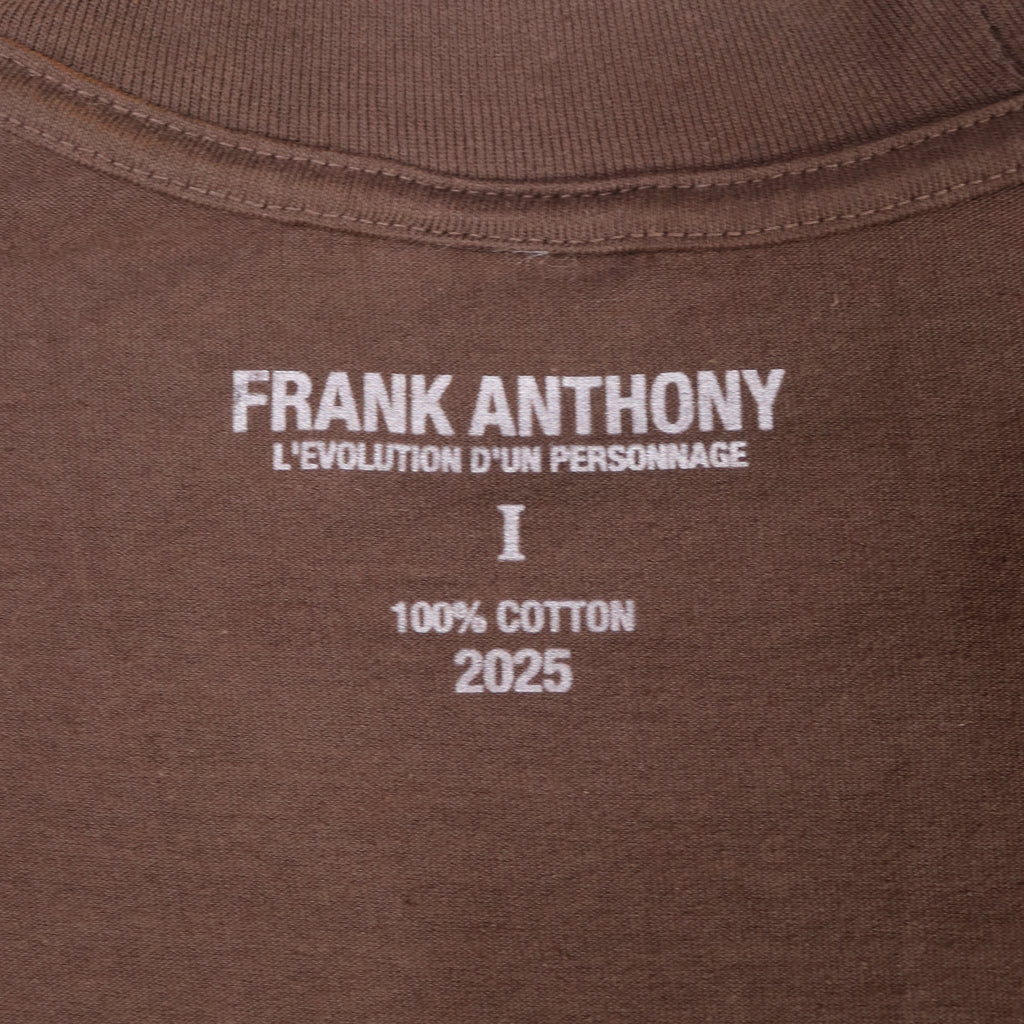 FRANK ANTHONY
L'EVOLUTION D'UN PERSONNAGE
I
100% COTTON
2025